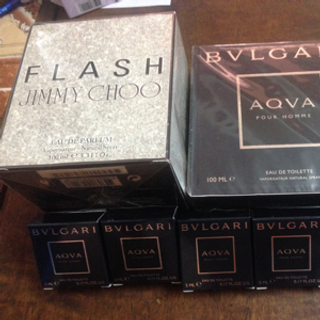 FLASH
JIMMY CHOO
EAU DE PARFUM
BVLGARI
AQVA
POUR HOMME
EAU DE TOILETTE
100 ML ℮
BVLGARI
AQVA
BVLGARI
AQVA
BVLGARI
AQVA
BVLGARI
AQVA